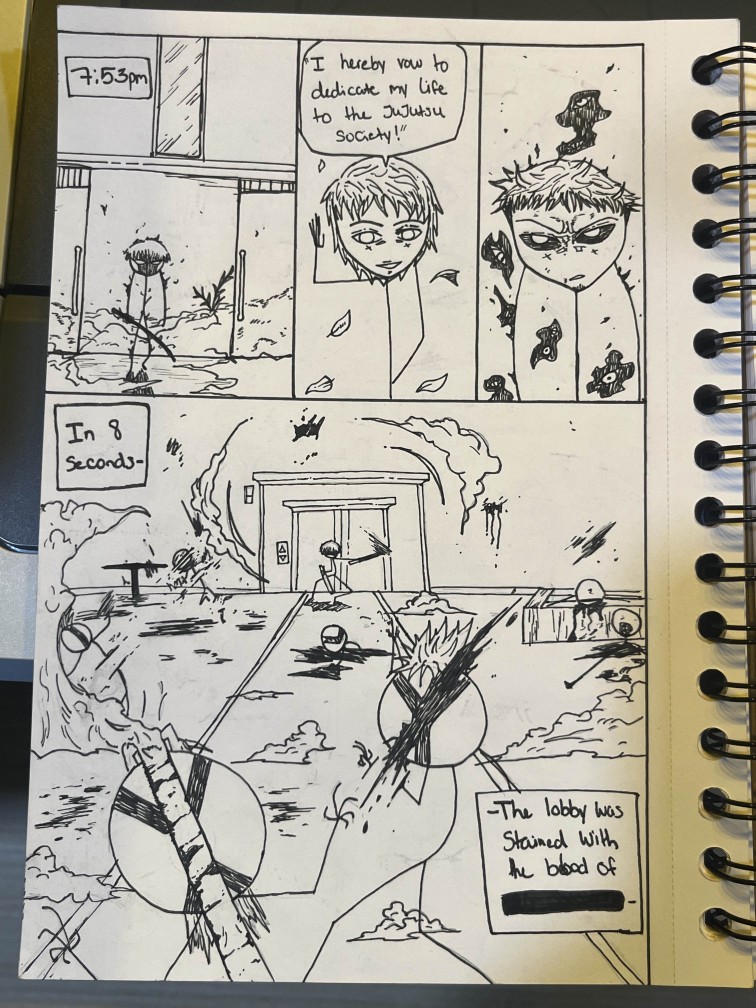 7:53pm
"I hereby vow to
dedicate my life
to the JuJutsu
Society!"
In 8
Seconds-
-The lobby was
Stained with
the blood of
-